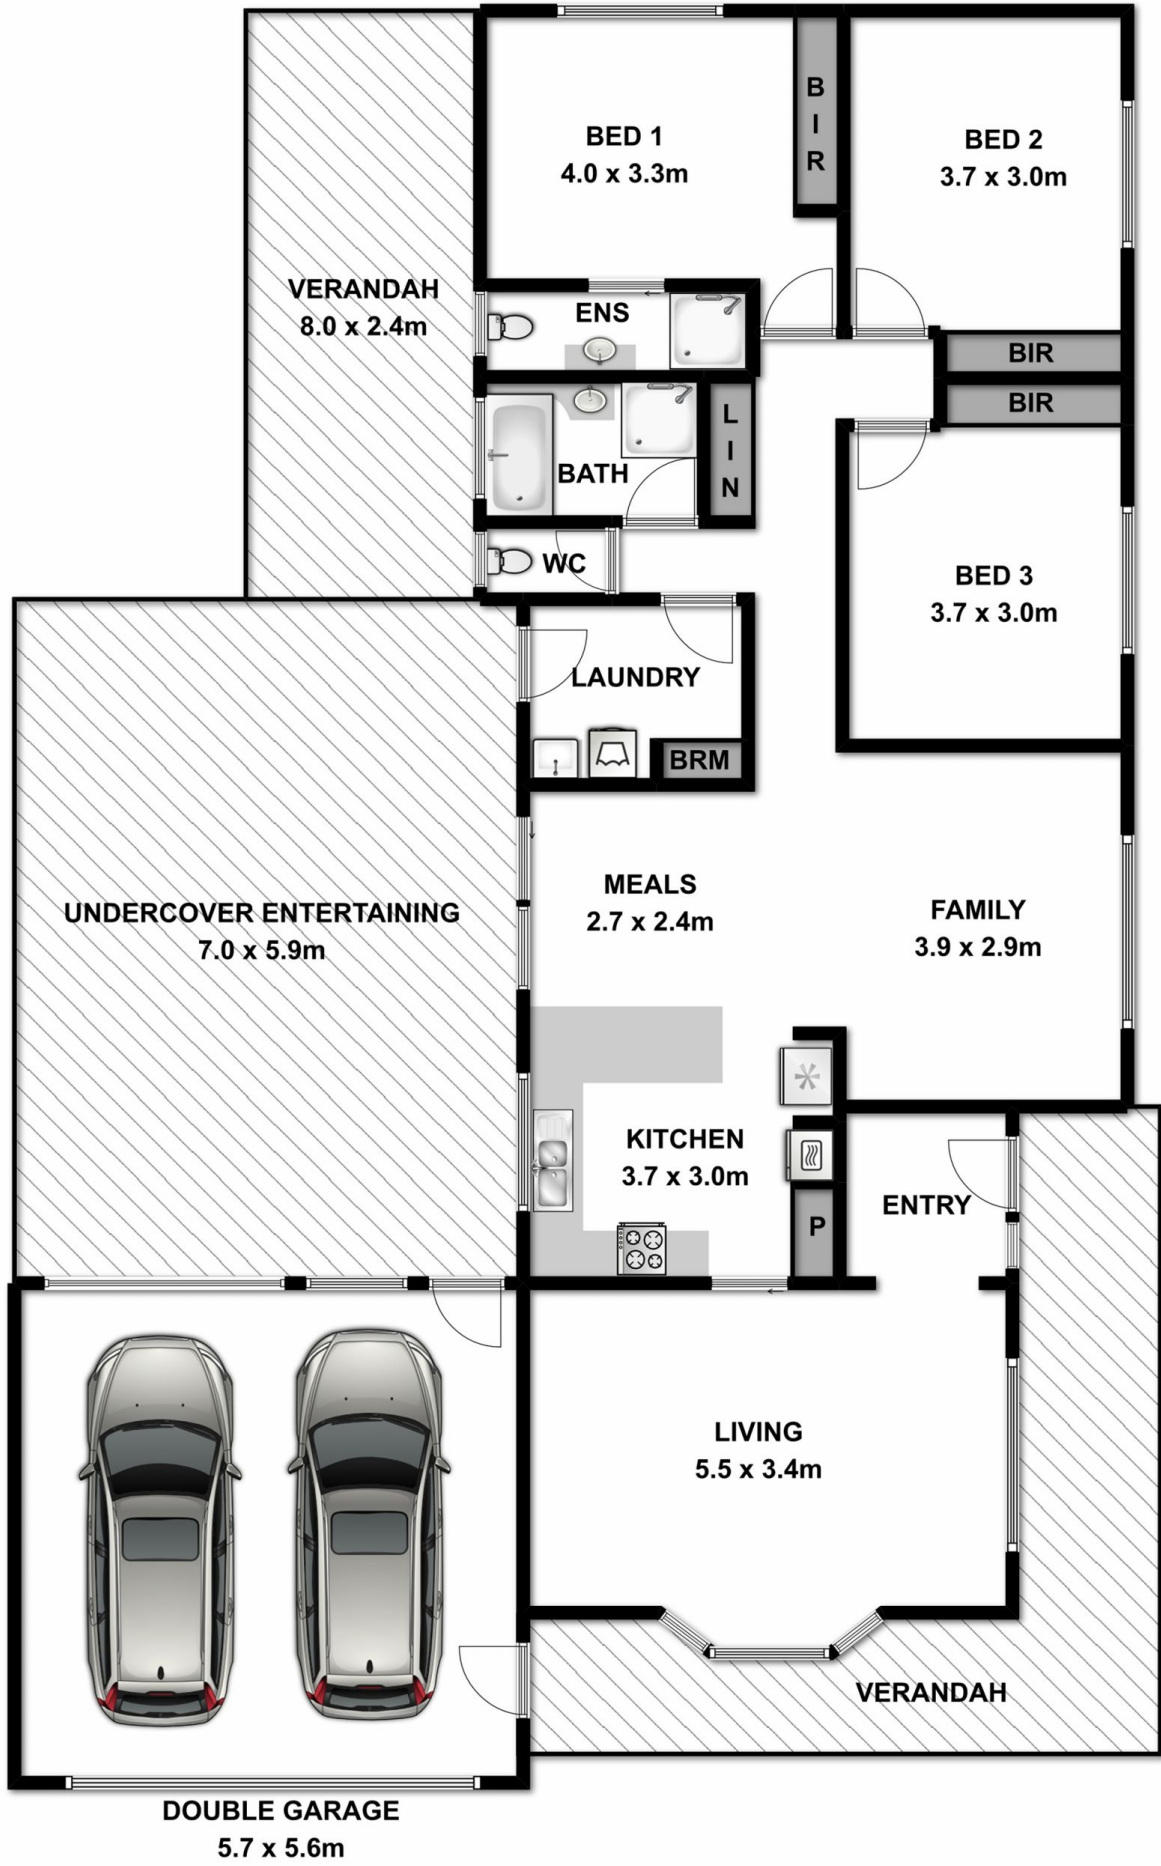 BED 1
4.0 x 3.3m
B
I
R
BED 2
3.7 x 3.0m
VERANDAH
8.0 x 2.4m
ENS
BIR
BIR
L
I
N
BATH
WC
BED 3
3.7 x 3.0m
LAUNDRY
BRM
MEALS
2.7 x 2.4m
FAMILY
3.9 x 2.9m
UNDERCOVER ENTERTAINING
7.0 x 5.9m
KITCHEN
3.7 x 3.0m
P
ENTRY
LIVING
5.5 x 3.4m
VERANDAH
DOUBLE GARAGE
5.7 x 5.6m